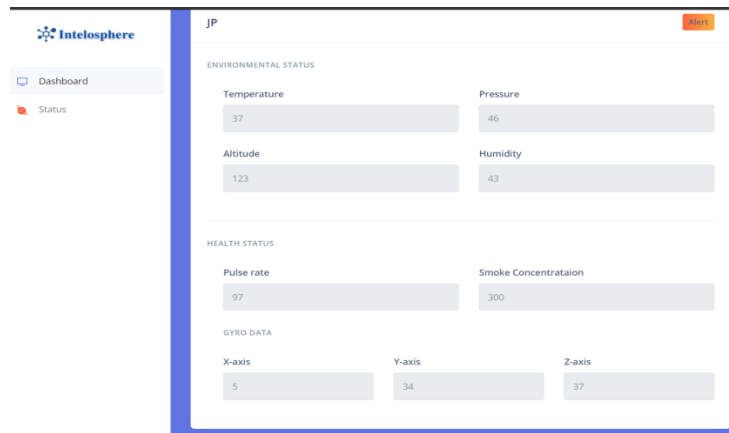 Intelosphere
JP
Alert
Dashboard
Status
ENVIRONMENTAL STATUS
Temperature
Pressure
37
46
Altitude
Humidity
123
43
HEALTH STATUS
Pulse rate
Smoke Concentrataion
97
300
GYRO DATA
X-axis
Y-axis
Z-axis
5
34
37